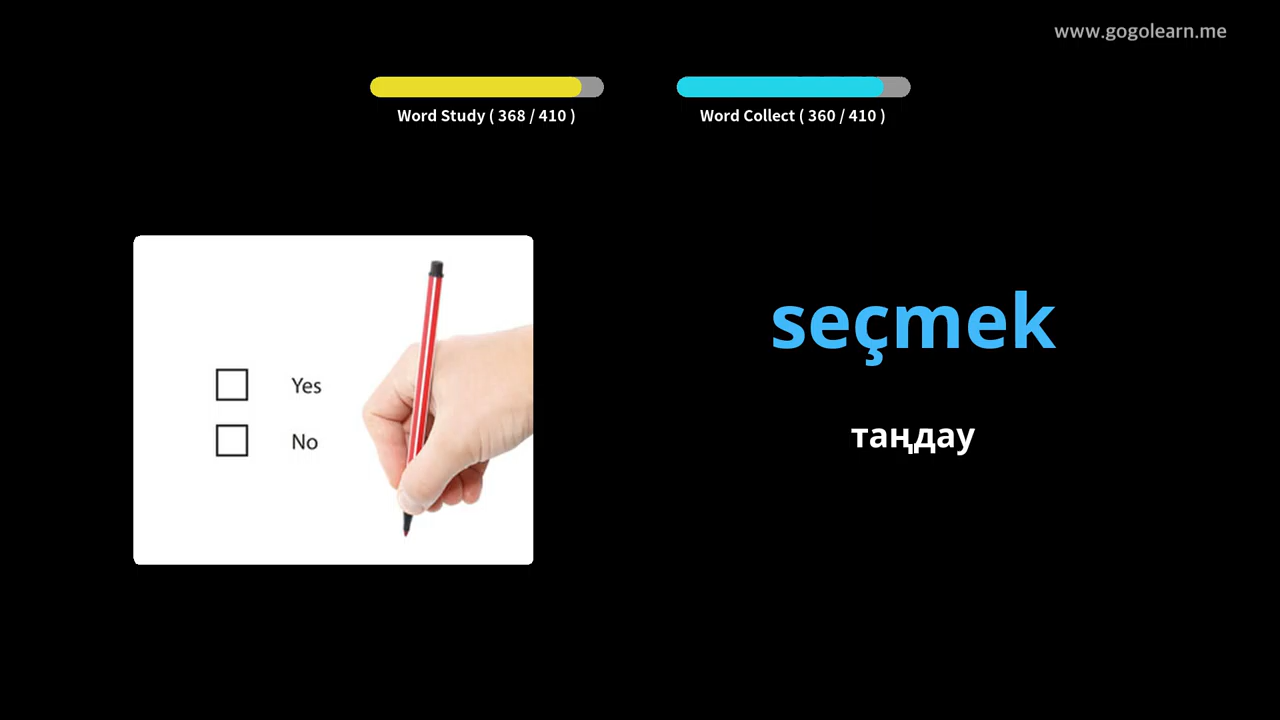 www.gogolearn.me
Word Study ( 368 / 410 )
Word Collect ( 360 / 410 )
Yes
No
seçmek
таңдау